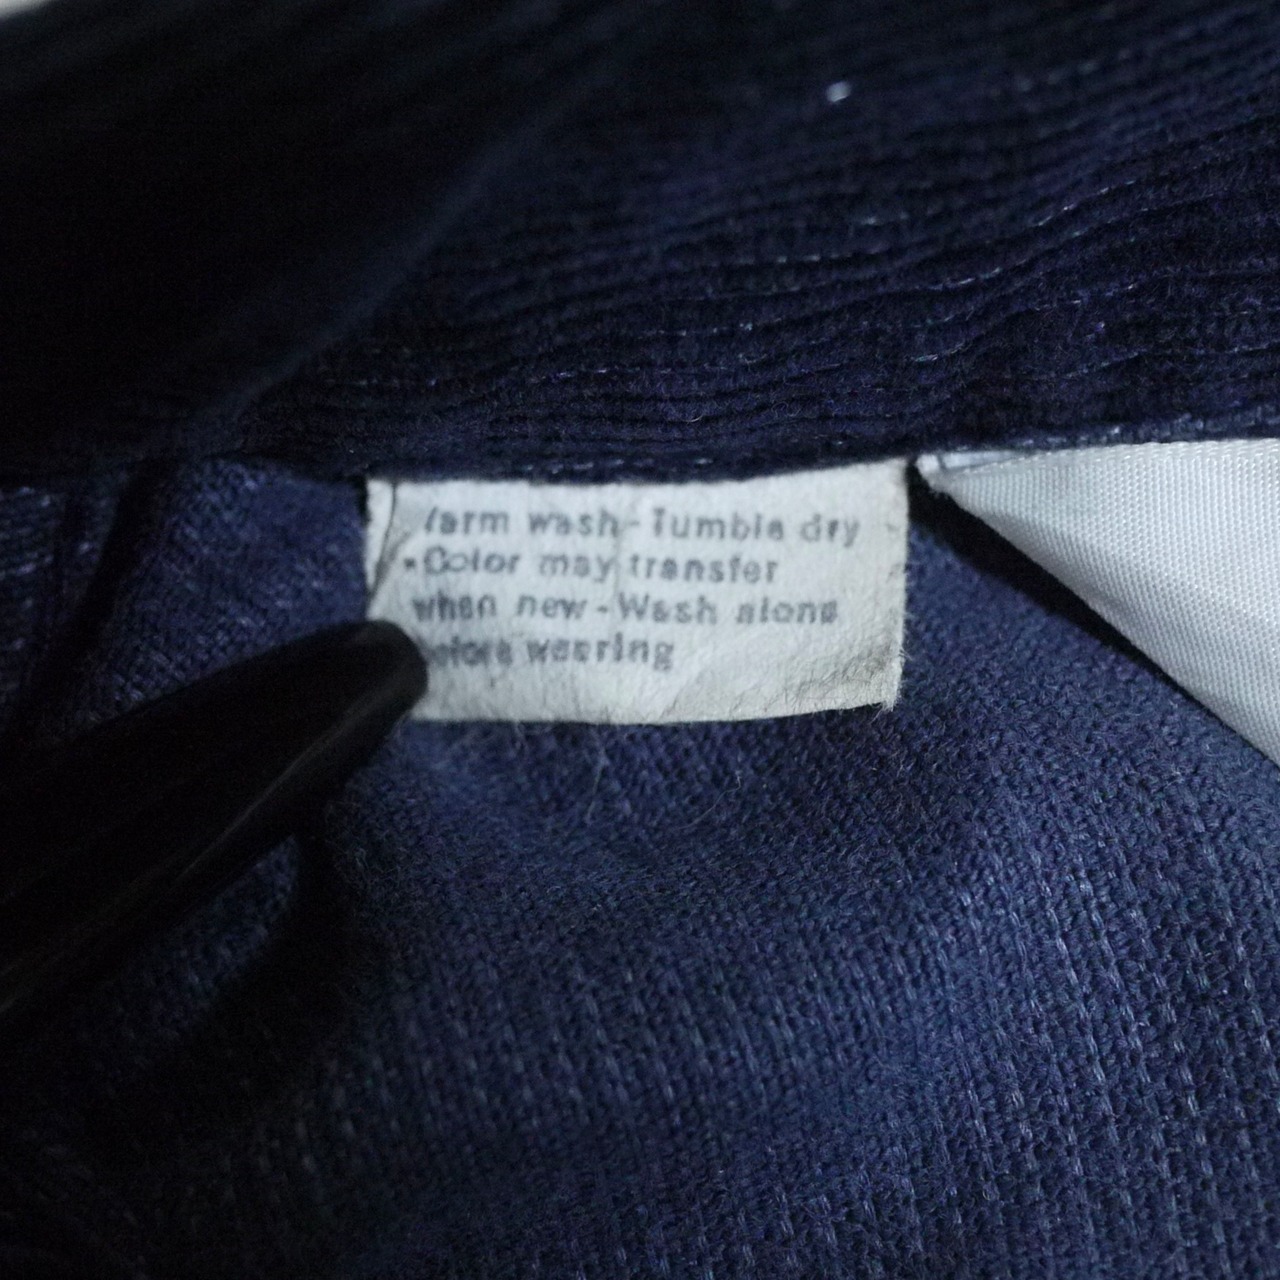 Warm wash-Tumble dry
-Color may transfer
when new-Wash alone
before wearing